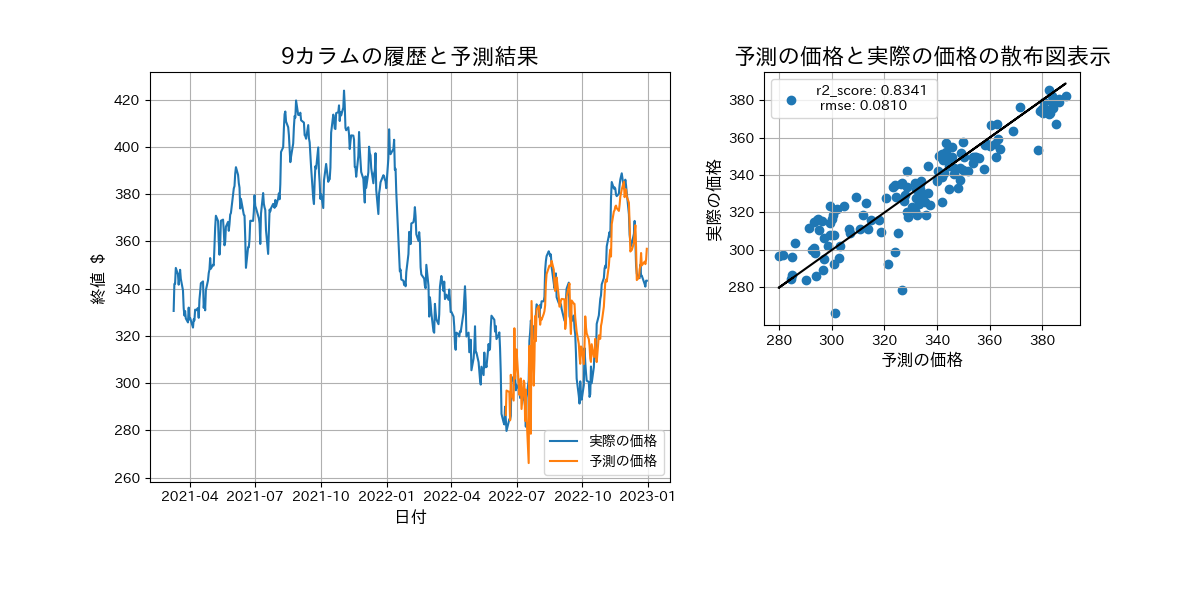 9カラムの履歴と予測結果
終値 $
420
400
380
360
340
320
300
280
260
2021-04 2021-07 2021-10 2022-01 2022-04 2022-07 2022-10 2023-01
日付
実際の価格
予測の価格
予測の価格と実際の価格の散布図表示
実際の価格
380
360
340
320
300
280
r2_score: 0.8341
rmse: 0.0810
280 300 320 340 360 380
予測の価格